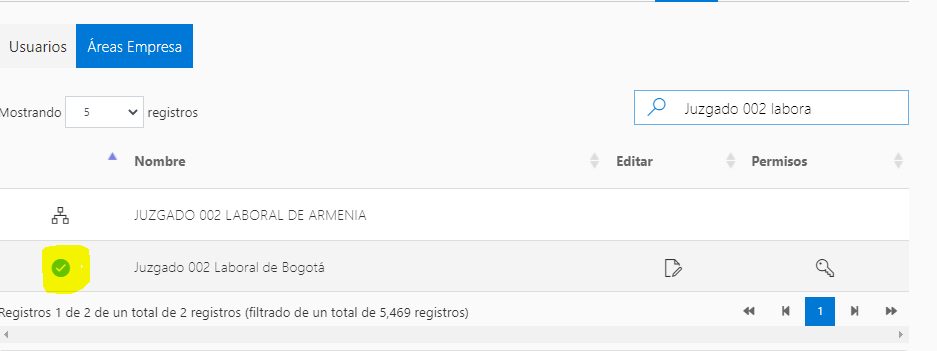 Usuarios Áreas Empresa
Mostrando 5 registros Juzgado 002 labora
Nombre Editar Permisos
JUZGADO 002 LABORAL DE ARMENIA
Juzgado 002 Laboral de Bogotá
Registros 1 de 2 de un total de 2 registros (filtrado de un total de 5,469 registros) 1